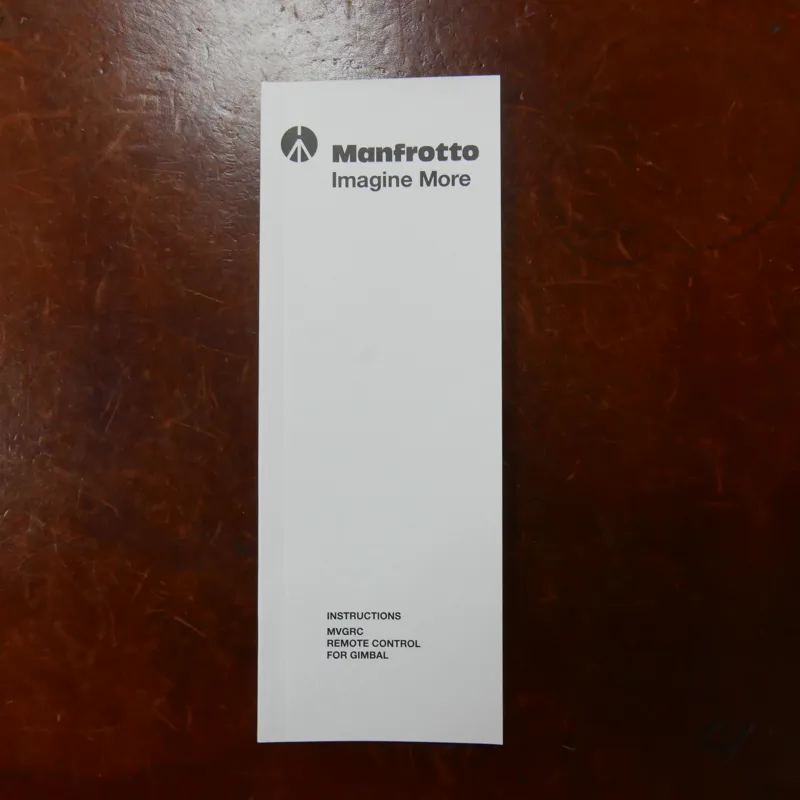 Manfrotto
Imagine More
INSTRUCTIONS
MVGRC
REMOTE CONTROL
FOR GIMBAL